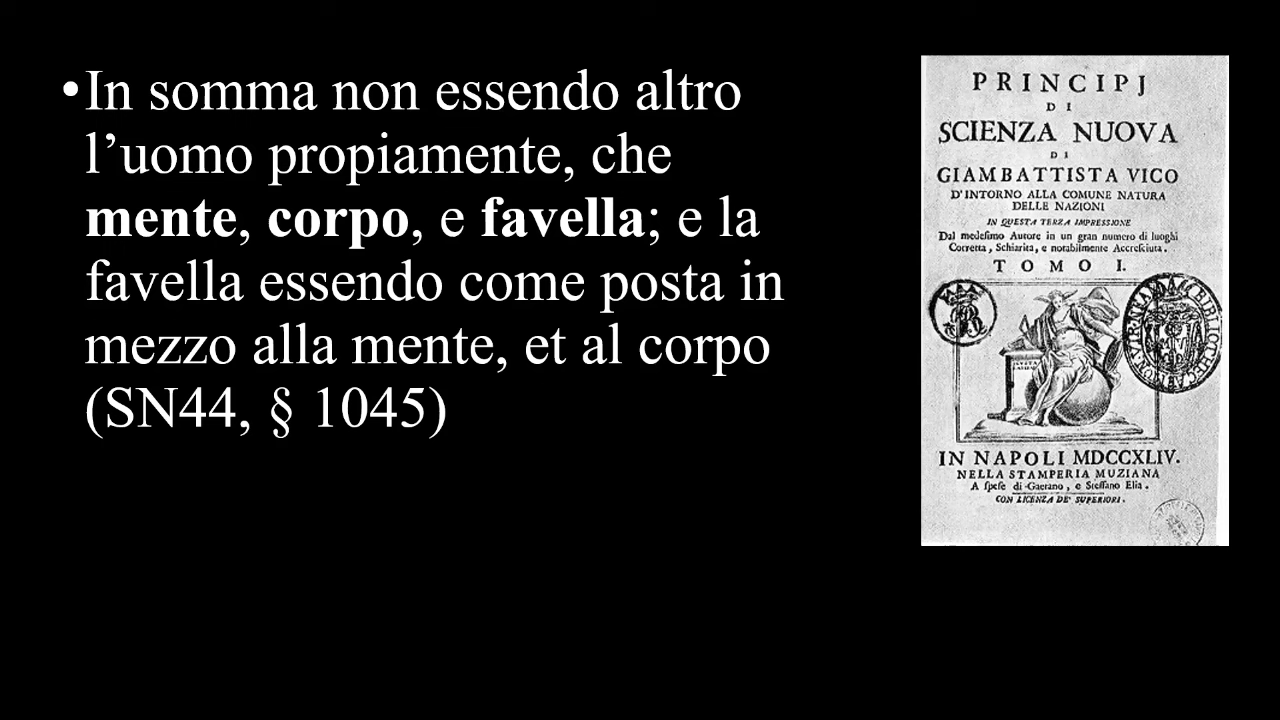 •In somma non essendo altro
l’uomo propiamente, che
mente, corpo, e favella; e la
favella essendo come posta in
mezzo alla mente, et al corpo
(SN44, § 1045)
PRINCIPJ
DI
SCIENZA NUOVA
DI
GIAMBATTISTA VICO
D'INTORNO ALLA COMUNE NATURA
DELLE NAZIONI
IN QUESTA TERZA IMPRESSIONE
Dal medesimo Autore in un gran numero di luoghi
Corretta, Schiarita, e notabilmente Accresciuta.
TOMO I.
IN NAPOLI MDCCXLIV.
NELLA STAMPERIA MUZIANA
A spese di Gaetano, e Steffano Elia.
CON LICENZA DE' SUPERIORI.